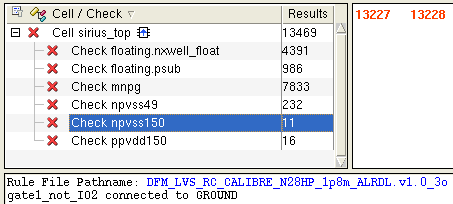 Cell / Check Results
Cell sirius_top 13469
Check floating.nxwell_float 4391
Check floating.psub 986
Check mnpg 7833
Check npvss49 232
Check npvss150 11
Check ppvdd150 16
13227 13228
Rule File Pathname: DFM_LVS_RC_CALIBRE_N28HP_1p8m_ALRDL.v1.0_3o
gate1_not_IO2 connected to GROUND